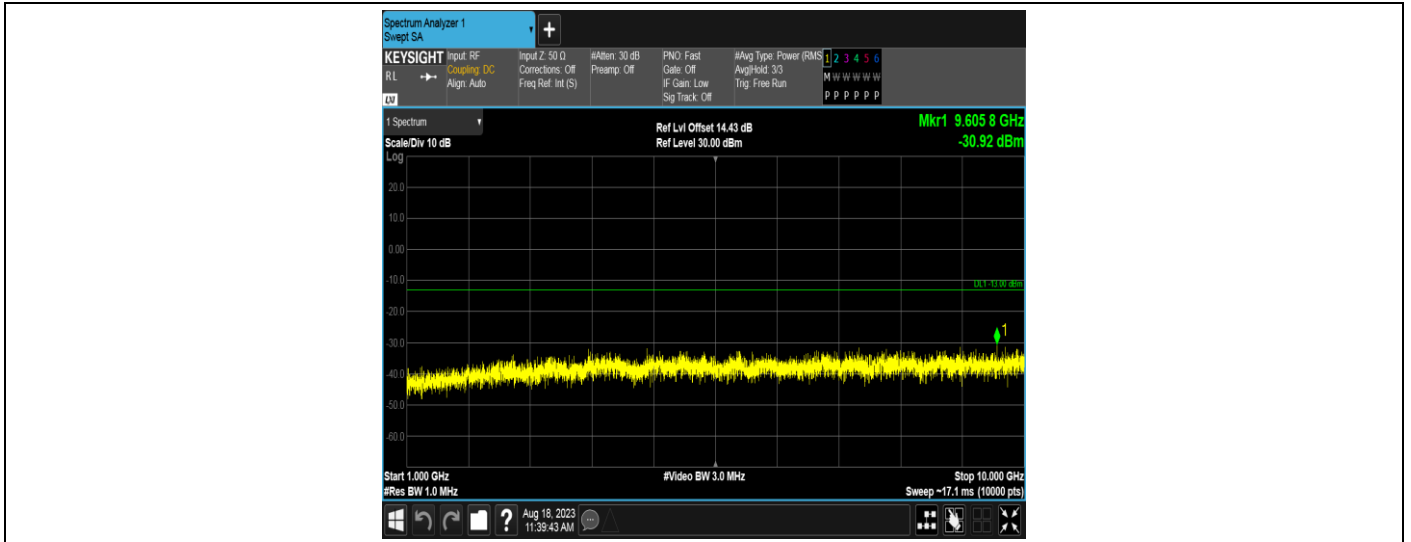 Spectrum Analyzer 1
Swept SA
+
KEYSIGHT Input: RF Input Z: 50 Ω #Atten: 30 dB PNO: Fast #Avg Type: Power (RMS 1 2 3 4 5 6
RL Coupling: DC Corrections: Off Preamp: Off Gate: Off Avg|Hold: 3/3 M W W W W W
Align: Auto Freq Ref: Int (S) IF Gain: Low Trig: Free Run
LXI Sig Track: Off P P P P P P
1 Spectrum Ref Lvl Offset 14.43 dB Mkr1 9.605 8 GHz
Scale/Div 10 dB Ref Level 30.00 dBm -30.92 dBm
Log
20.0
10.0
0.00
-10.0
DL1 -13.00 dBm
-20.0
1
-30.0
-40.0
-50.0
-60.0
Start 1.000 GHz #Video BW 3.0 MHz Stop 10.000 GHz
#Res BW 1.0 MHz Sweep ~17.1 ms (10000 pts)
? Aug 18, 2023
11:39:43 AM